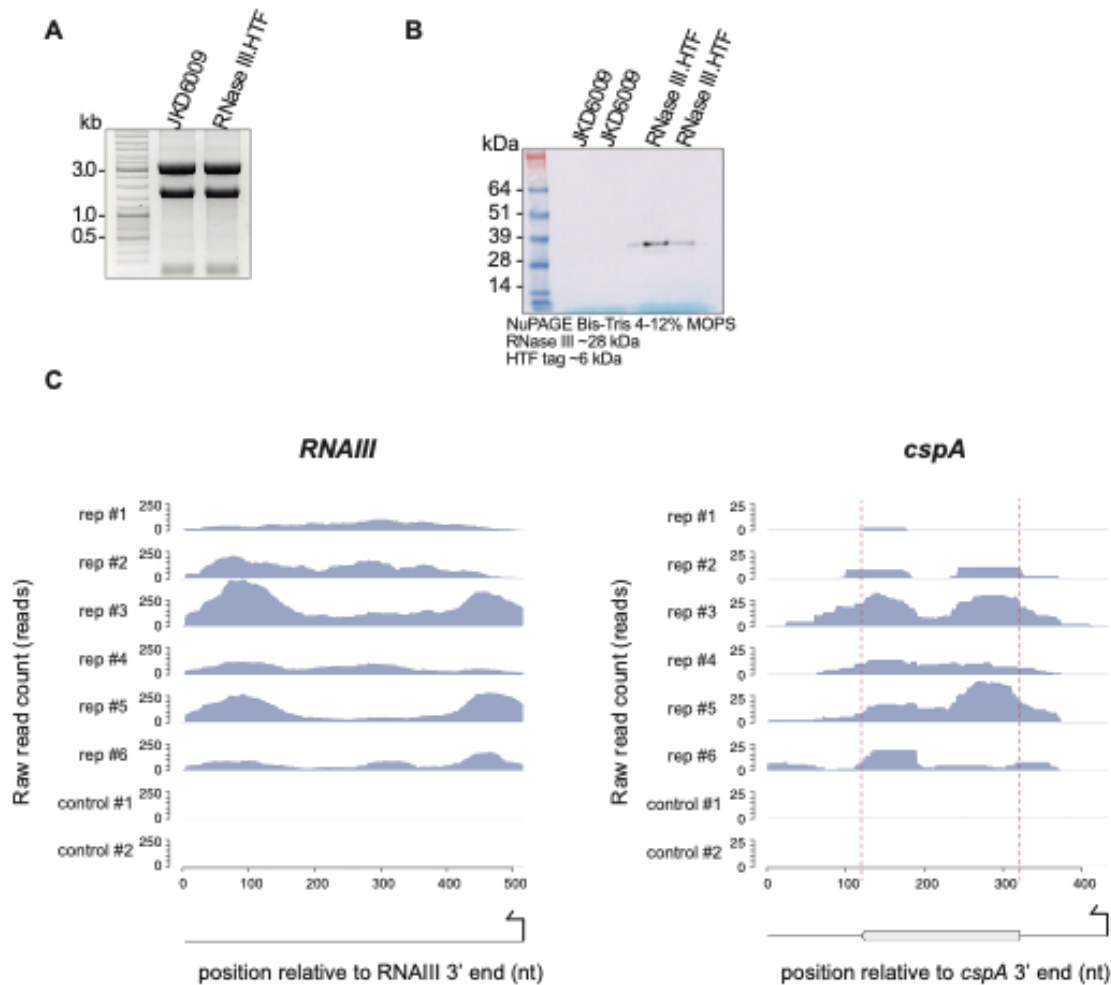 A
JKD6009
RNase III.HTF
kb
3.0
1.0
0.5
B
JKD6009
JKD6009
RNase III.HTF
RNase III.HTF
kDa
64
51
39
28
14
NuPAGE Bis-Tris 4-12% MOPS
RNase III ~28 kDa
HTF tag ~6 kDa
C
RNAIII
Raw read count (reads)
rep #1
250
0
rep #2
250
0
rep #3
250
0
rep #4
250
0
rep #5
250
0
rep #6
250
0
control #1
250
0
control #2
250
0
0 100 200 300 400 500
position relative to RNAIII 3' end (nt)
cspA
Raw read count (reads)
rep #1
25
0
rep #2
25
0
rep #3
25
0
rep #4
25
0
rep #5
25
0
rep #6
25
0
control #1
25
0
control #2
25
0
0 100 200 300 400
position relative to cspA 3' end (nt)